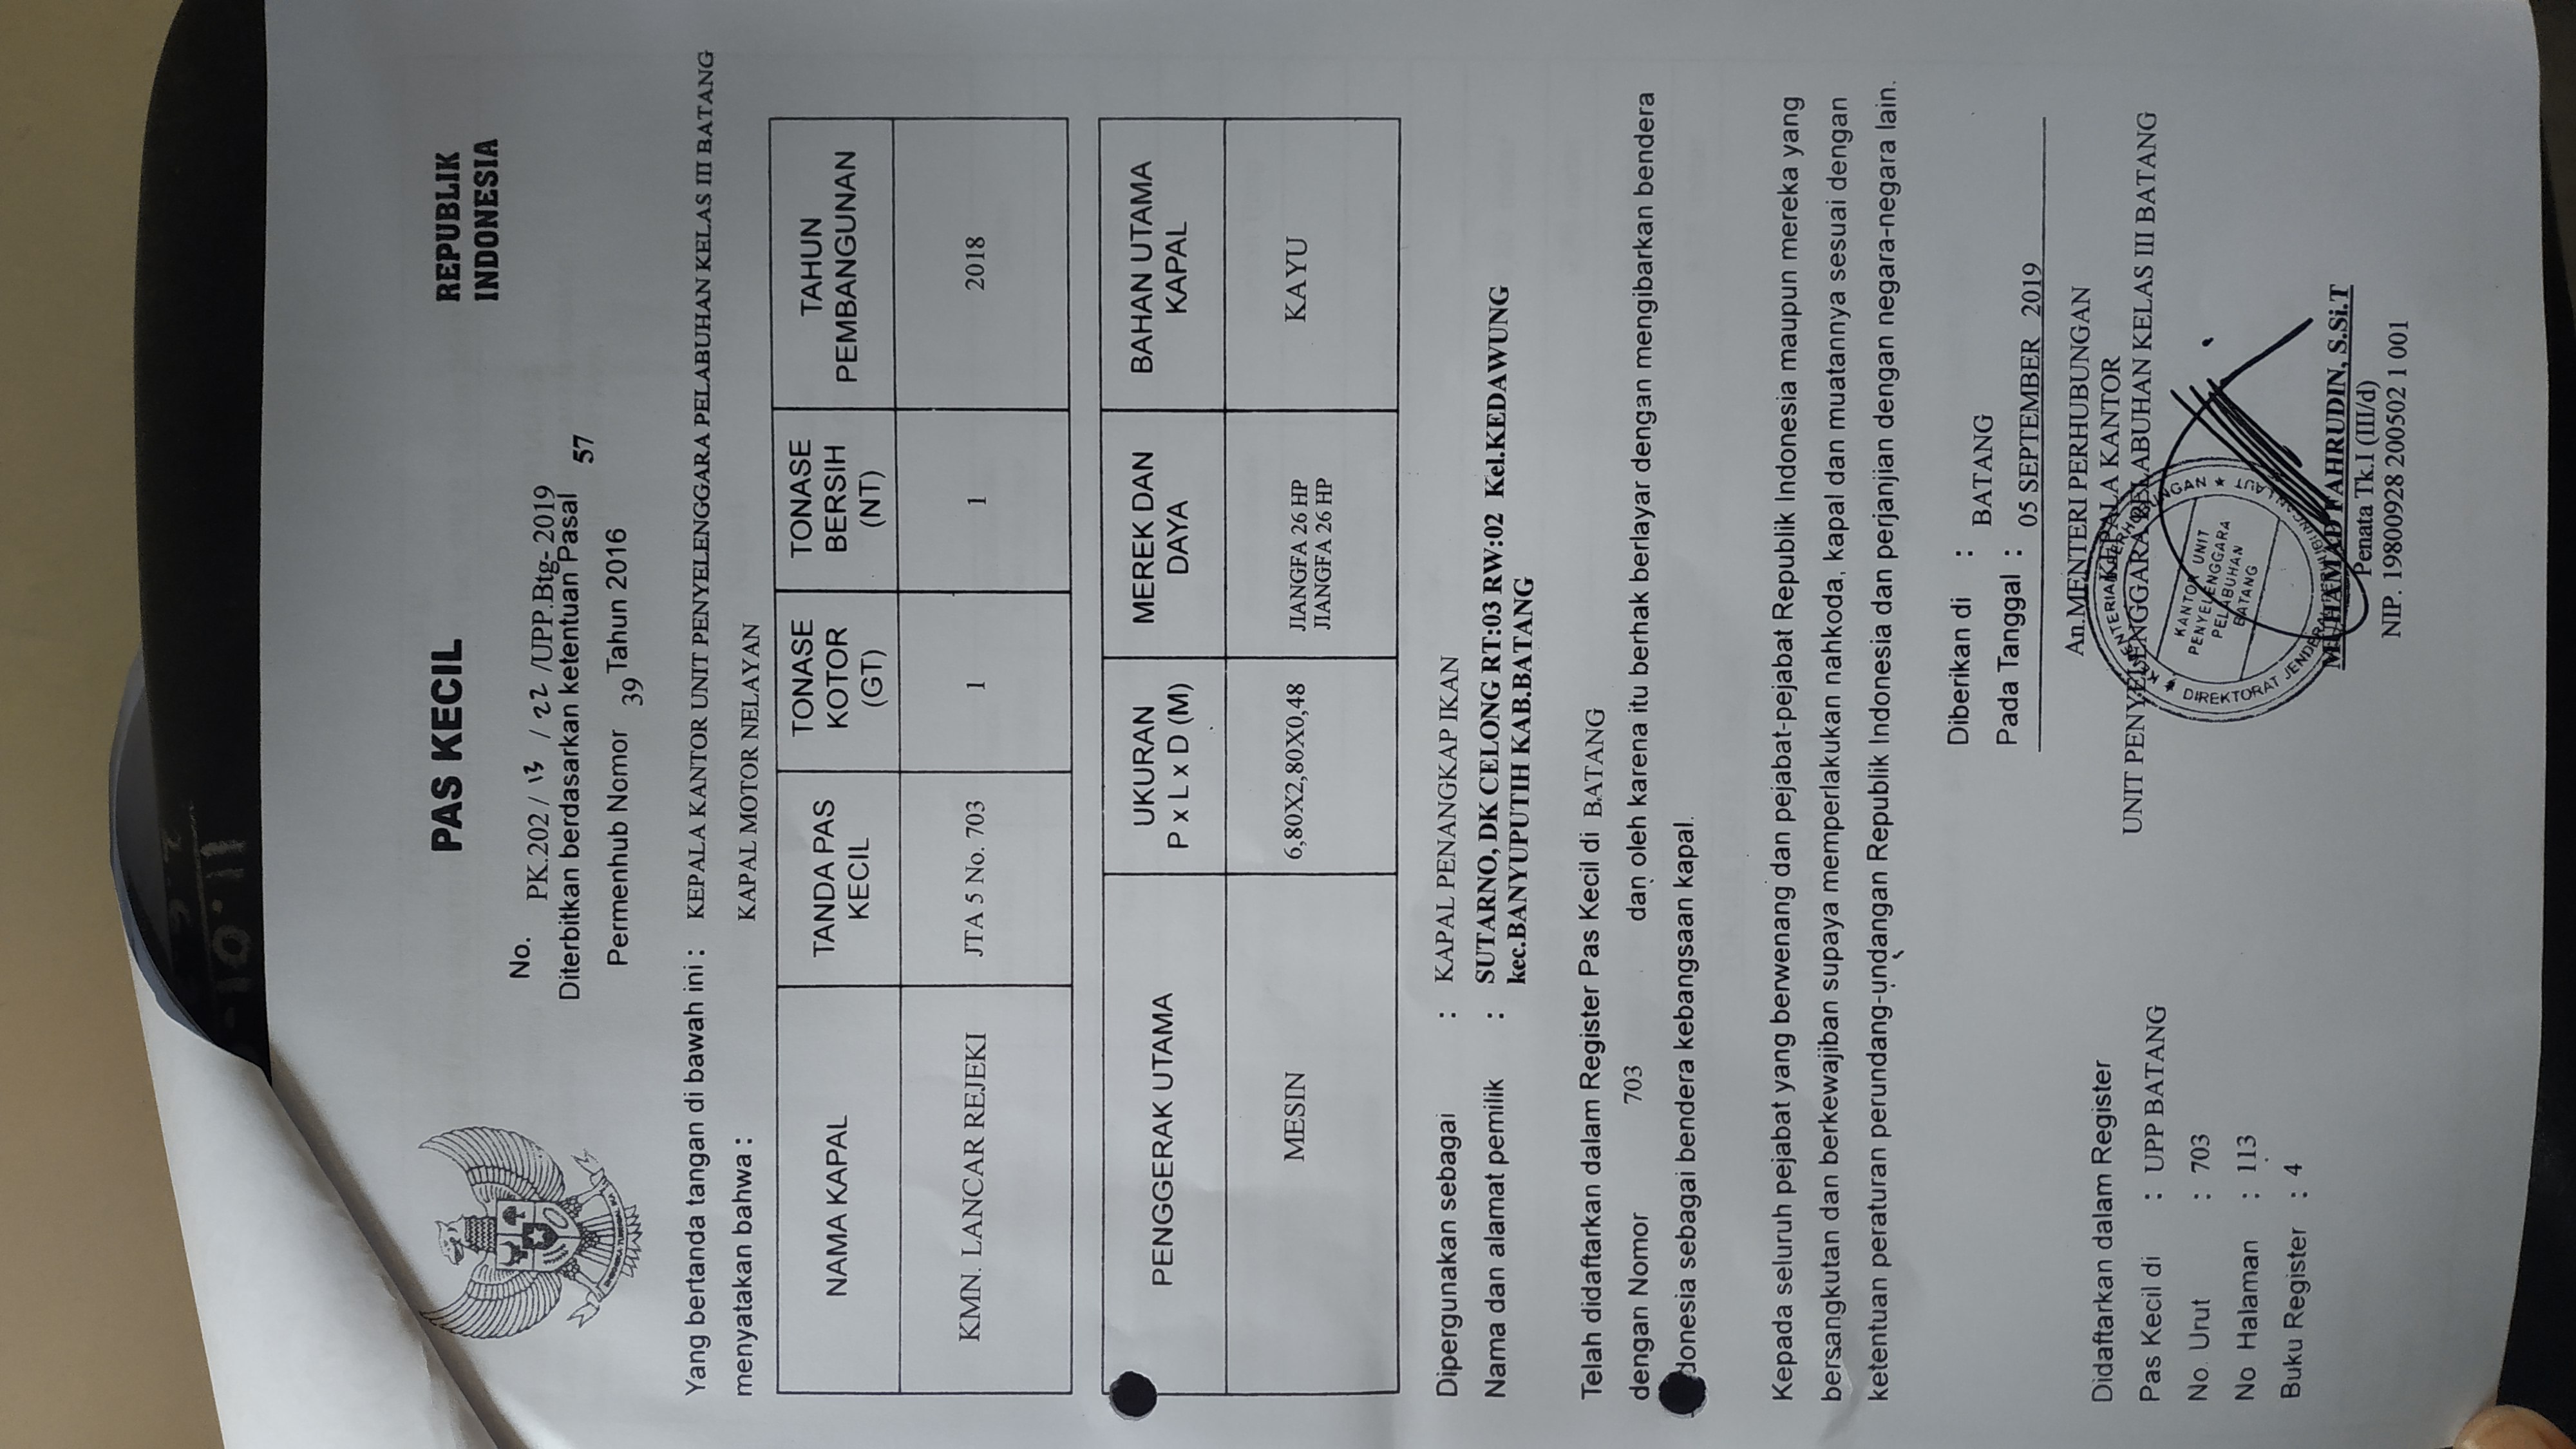 11.01-
PAS KECIL
REPUBLIK
INDONESIA
No. PK.202 / 13 / 22 /UPP.Btg- 2019
Diterbitkan berdasarkan ketentuan Pasal 57
Permenhub Nomor 39 Tahun 2016
Yang bertanda tangan di bawah ini : KEPALA KANTOR UNIT PENYELENGGARA PELABUHAN KELAS III BATANG
menyatakan bahwa : KAPAL MOTOR NELAYAN
NAMA KAPAL
TANDA PAS
KECIL
TONASE
KOTOR
(GT)
TONASE
BERSIH
(NT)
TAHUN
PEMBANGUNAN
KMN. LANCAR REJEKI
JTA 5 No. 703
1
1
2018
PENGGERAK UTAMA
UKURAN
P x L x D (M)
MEREK DAN
DAYA
BAHAN UTAMA
KAPAL
MESIN
6,80X2,80X0,48
JIANGFA 26 HP
JIANGFA 26 HP
KAYU
Dipergunakan sebagai : KAPAL PENANGKAP IKAN
Nama dan alamat pemilik : SUTARNO, DK CELONG RT:03 RW:02 Kel.KEDAWUNG
kec.BANYUPUTIH KAB.BATANG
Telah didaftarkan dalam Register Pas Kecil di BATANG
dengan Nomor 703 dan oleh karena itu berhak berlayar dengan mengibarkan bendera
donesia sebagai bendera kebangsaan kapal.
Kepada seluruh pejabat yang berwenang dan pejabat-pejabat Republik Indonesia maupun mereka yang
bersangkutan dan berkewajiban supaya memperlakukan nahkoda, kapal dan muatannya sesuai dengan
ketentuan peraturan perundang-undangan Republik Indonesia dan perjanjian dengan negara-negara lain.
Diberikan di : BATANG
Pada Tanggal : 05 SEPTEMBER 2019
An.MENTERI PERHUBUNGAN
KEPALA KANTOR
UNIT PENYELENGGARA PELABUHAN KELAS III BATANG
KEMENTERIAN PERHUBUNGAN
DIREKTORAT JENDERAL PERHUBUNGAN LAUT
KANTOR UNIT
PENYELENGGARA
PELABUHAN
BATANG
MUHAMAD FAHRUDIN, S.Si.T
Penata Tk.I (III/d)
NIP. 19800928 200502 1 001
Didaftarkan dalam Register
Pas Kecil di : UPP BATANG
No. Urut : 703
No Halaman : 113
Buku Register : 4